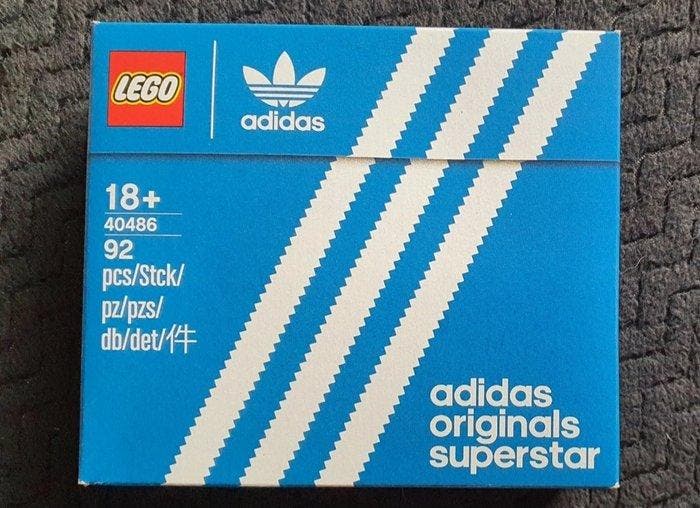 LEGO
adidas
18+
40486
92
pcs/Stck/
pz/pzs/
db/det/件
adidas
originals
superstar